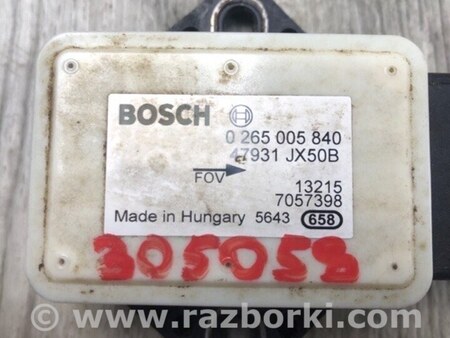 BOSCH
0 265 005 840
47931 JX50B
FOV
13215
7057398
Made in Hungary 5643 658
305058
www.razborki.com